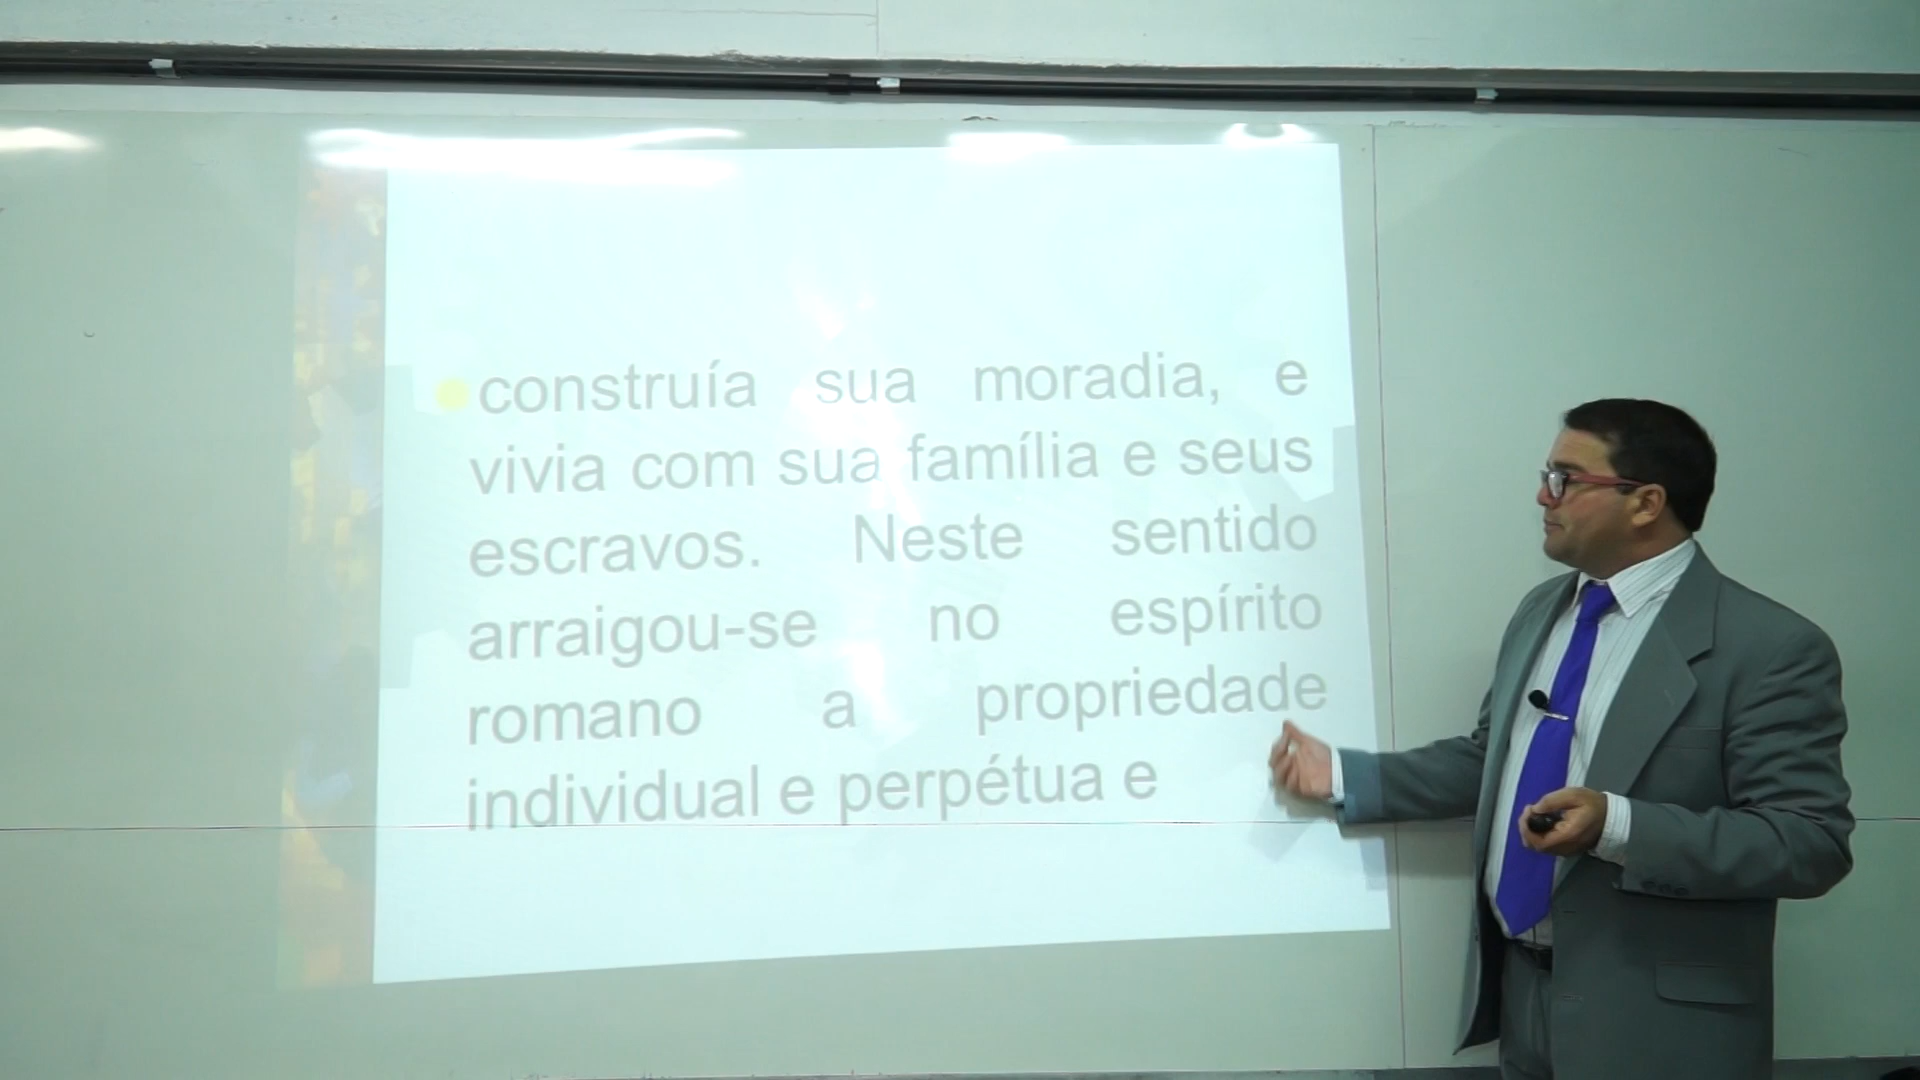 construía sua moradia, e
vivia com sua família e seus
escravos. Neste sentido
arraigou-se no espírito
romano a propriedade
individual e perpétua e